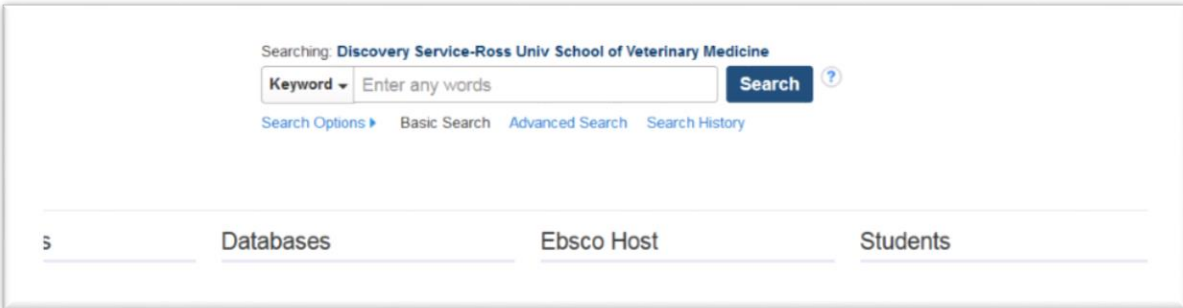 Searching: Discovery Service-Ross Univ School of Veterinary Medicine
Keyword Enter any words Search ?
Search Options Basic Search Advanced Search Search History
s Databases Ebsco Host Students